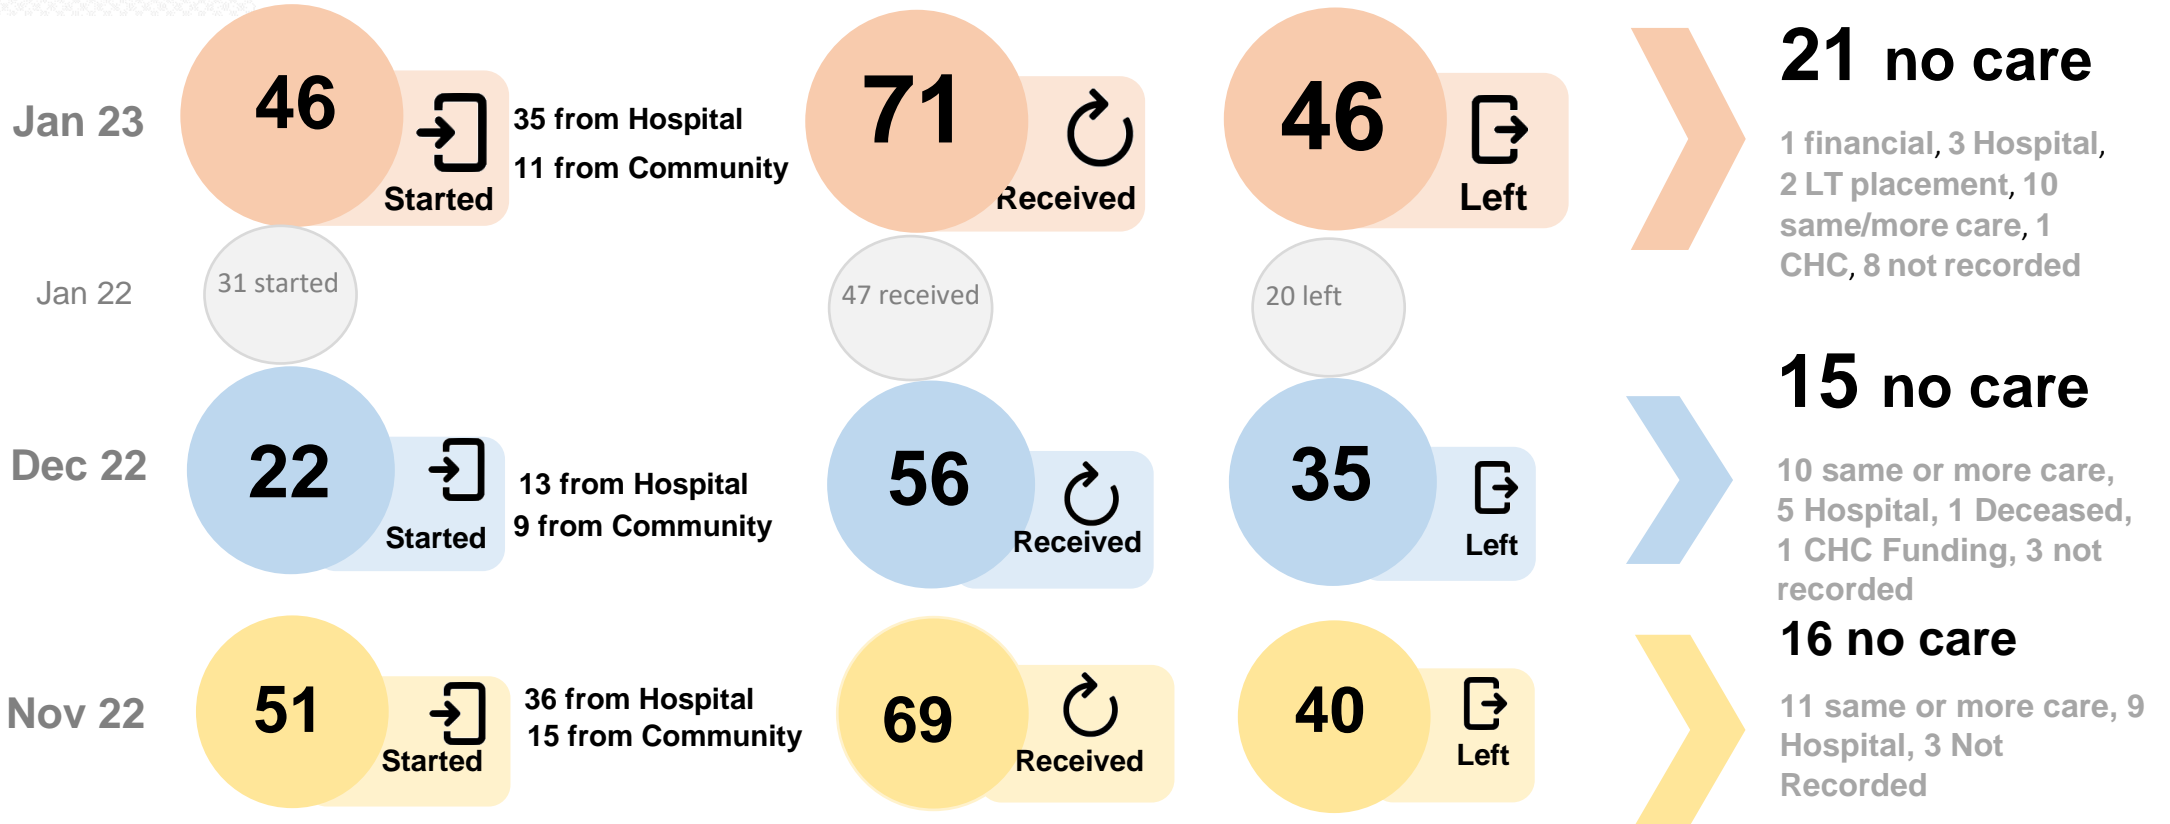 Jan 23
46
Started
35 from Hospital
11 from Community
71
Received
46
Left
21 no care
1 financial, 3 Hospital,
2 LT placement, 10
same/more care, 1
CHC, 8 not recorded
Jan 22
31 started
47 received
20 left
Dec 22
22
Started
13 from Hospital
9 from Community
56
Received
35
Left
15 no care
10 same or more care,
5 Hospital, 1 Deceased,
1 CHC Funding, 3 not
recorded
Nov 22
51
Started
36 from Hospital
15 from Community
69
Received
40
Left
16 no care
11 same or more care, 9
Hospital, 3 Not
Recorded